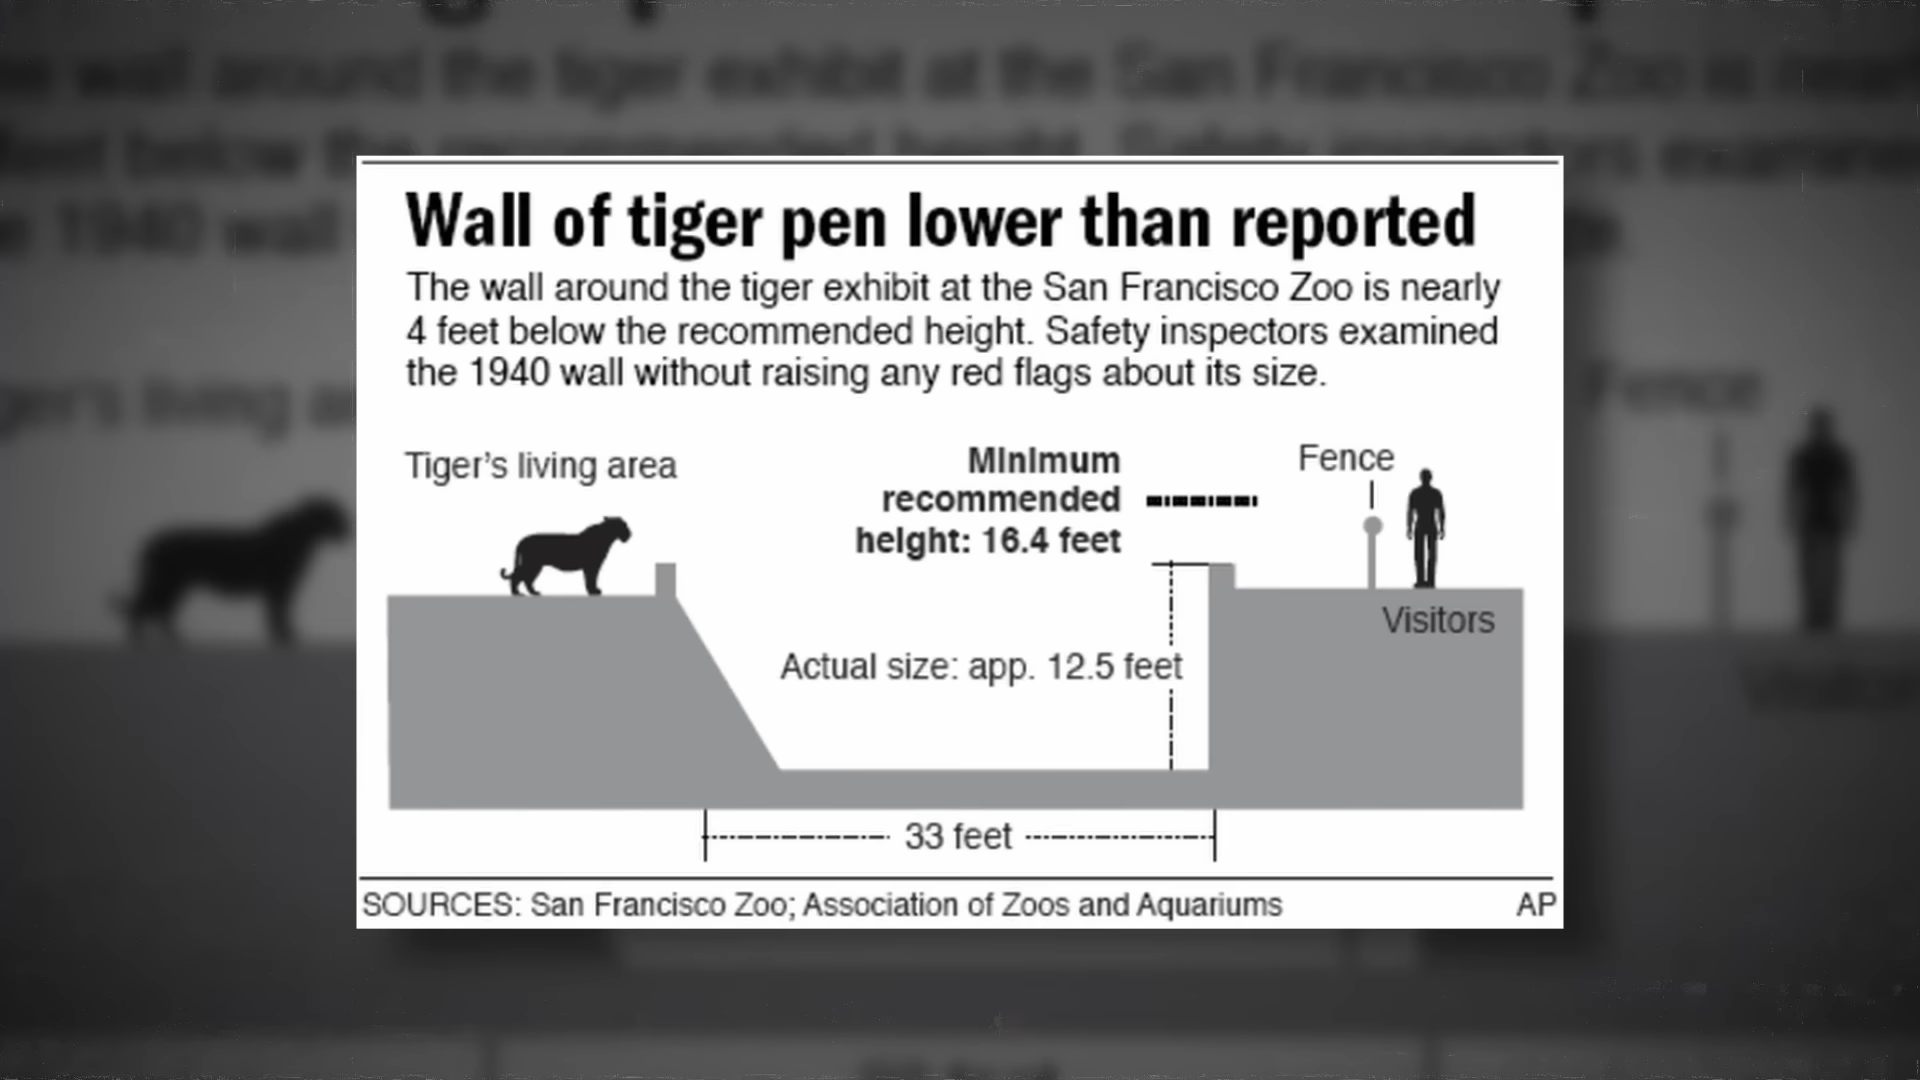 Wall of tiger pen lower than reported
The wall around the tiger exhibit at the San Francisco Zoo is nearly
4 feet below the recommended height. Safety inspectors examined
the 1940 wall without raising any red flags about its size.
Tiger's living area
Minimum
recommended
height: 16.4 feet
Fence
Visitors
Actual size: app. 12.5 feet
33 feet
SOURCES: San Francisco Zoo; Association of Zoos and Aquariums
AP